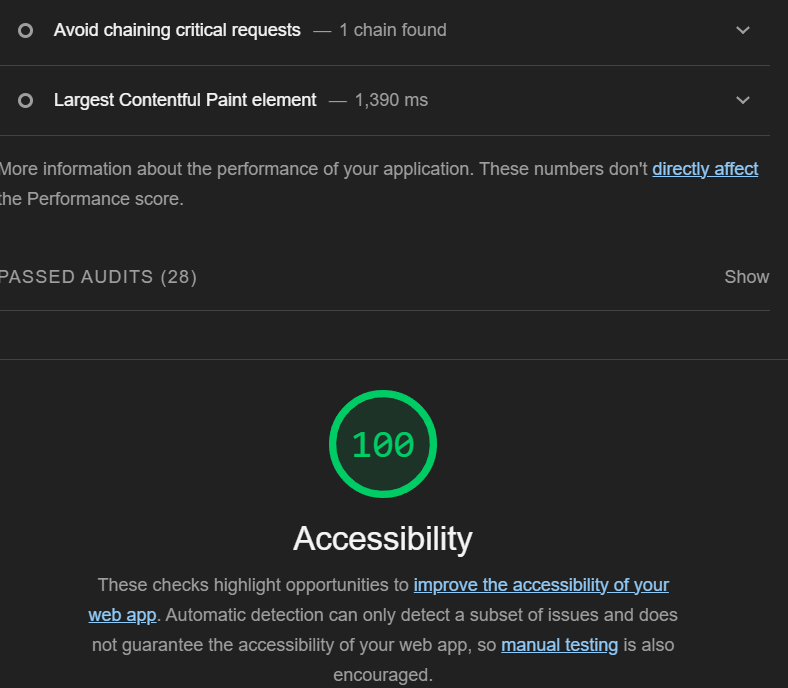 Avoid chaining critical requests — 1 chain found
Largest Contentful Paint element — 1,390 ms
More information about the performance of your application. These numbers don't directly affect
the Performance score.
PASSED AUDITS (28) Show
100
Accessibility
These checks highlight opportunities to improve the accessibility of your
web app. Automatic detection can only detect a subset of issues and does
not guarantee the accessibility of your web app, so manual testing is also
encouraged.